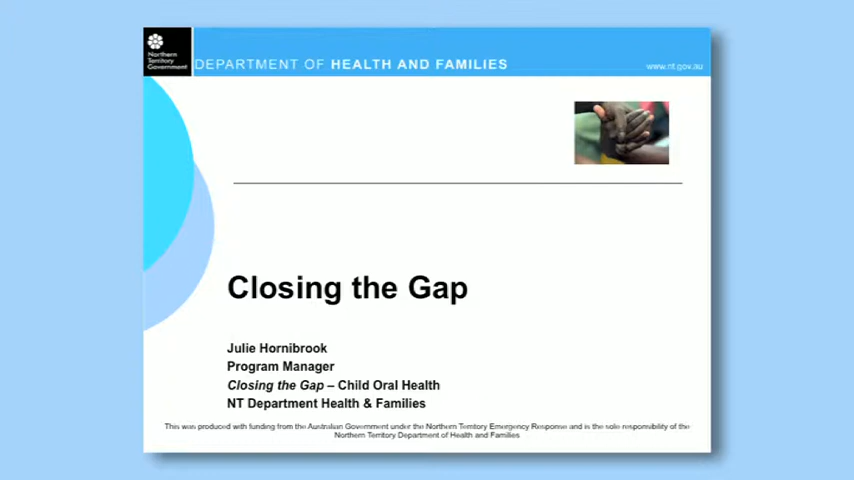 Northern
Territory
Government
DEPARTMENT OF HEALTH AND FAMILIES
www.nt.gov.au
Closing the Gap
Julie Hornibrook
Program Manager
Closing the Gap – Child Oral Health
NT Department Health & Families
This was produced with funding from the Australian Government under the Northern Territory Emergency Response and is the sole responsibility of the
Northern Territory Department of Health and Families